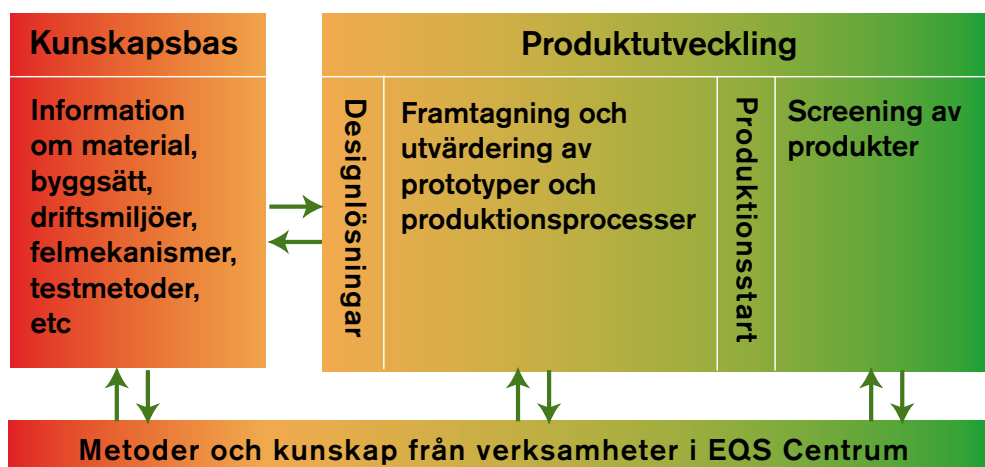 Kunskapsbas
Information
om material,
byggsätt,
driftsmiljöer,
felmekanismer,
testmetoder,
etc
Produktutveckling
Designlösningar
Framtagning och
utvärdering av
prototyper och
produktionsprocesser
Produktionsstart
Screening av
produkter
Metoder och kunskap från verksamheter i EQS Centrum